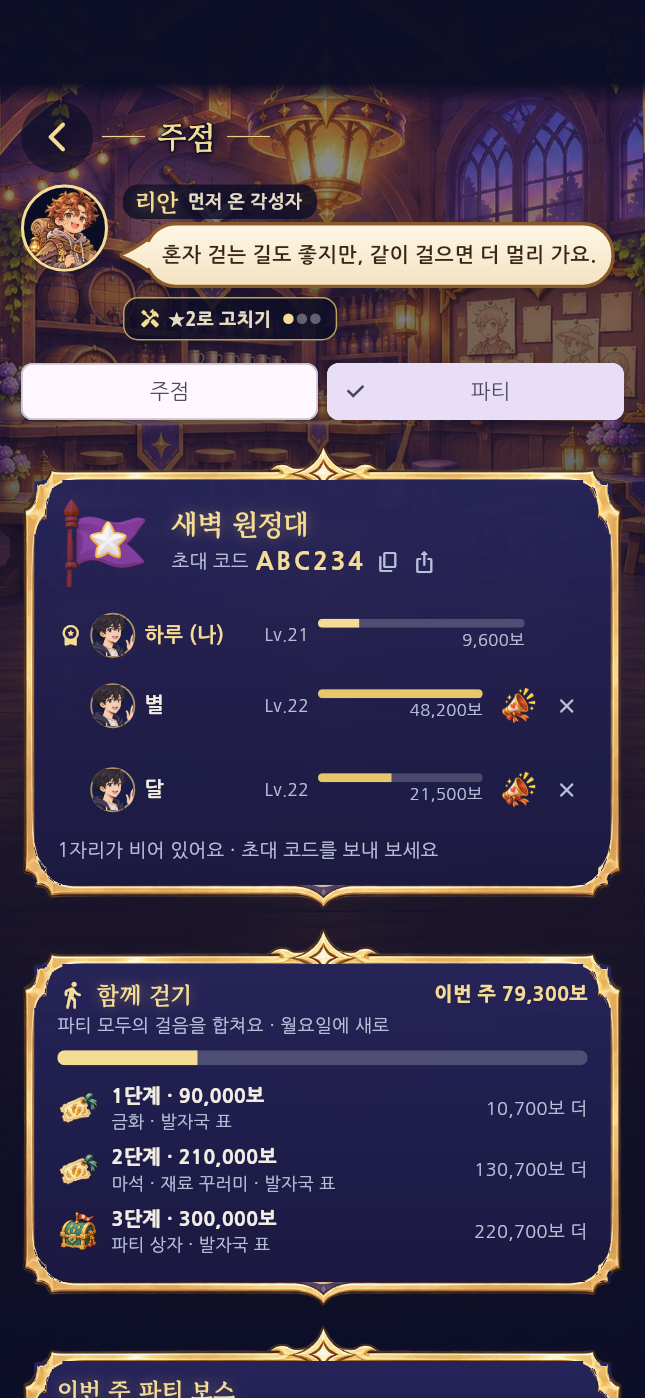 주점
리안 먼저 온 각성자
혼자 걷는 길도 좋지만, 같이 걸으면 더 멀리 가요.
★2로 고치기
주점
파티
새벽 원정대
초대 코드 ABC234
하루 (나) Lv.21 9,600보
별 Lv.22 48,200보
달 Lv.22 21,500보
1자리가 비어 있어요 · 초대 코드를 보내 보세요
함께 걷기 이번 주 79,300보
파티 모두의 걸음을 합쳐요 · 월요일에 새로
1단계 · 90,000보 10,700보 더
금화 · 발자국 표
2단계 · 210,000보 130,700보 더
마석 · 재료 꾸러미 · 발자국 표
3단계 · 300,000보 220,700보 더
파티 상자 · 발자국 표
이번 주 파티 보스